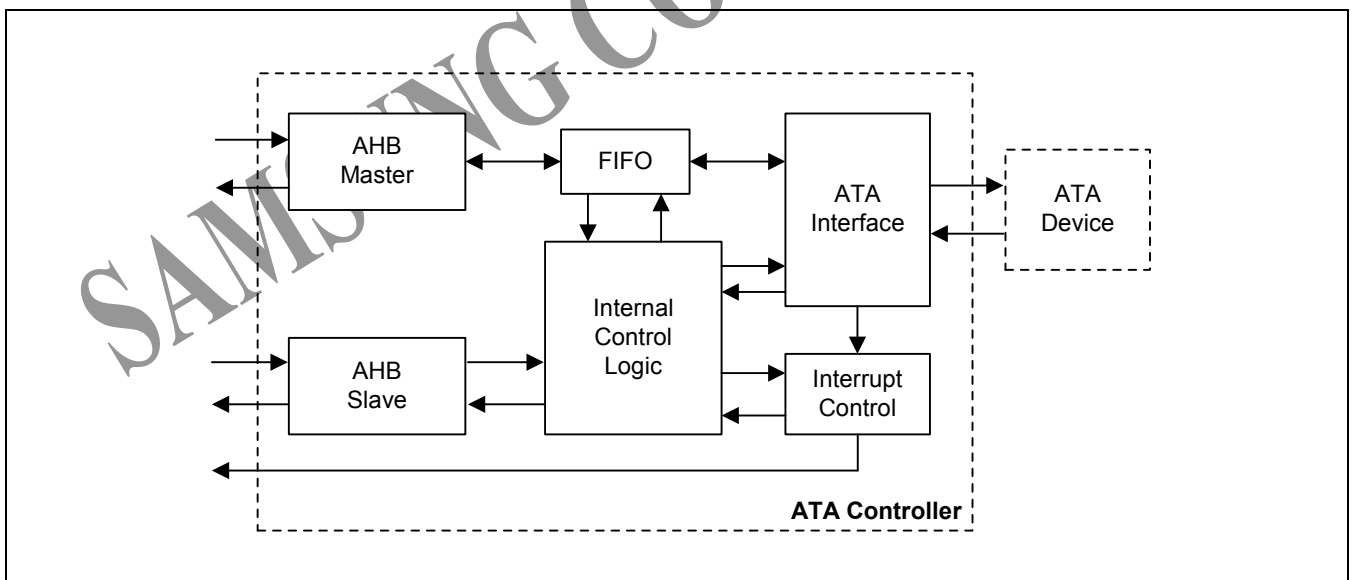 SAMSUNG CO
AHB
Master
FIFO
ATA
Interface
ATA
Device
Internal
Control
Logic
AHB
Slave
Interrupt
Control
ATA Controller